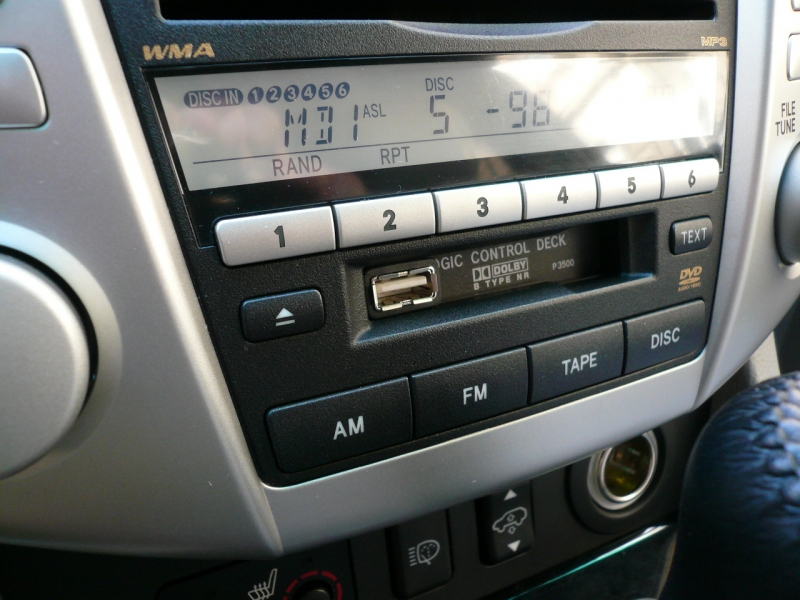 WMA
MP3
DISC IN 1 2 3 4 5 6
DISC
MD1 ASL 5 -98
RAND RPT
FILE
TUNE
1 2 3 4 5 6
TEXT
OGIC CONTROL DECK
DOLBY
B TYPE NR
P3500
DVD
AM FM TAPE DISC